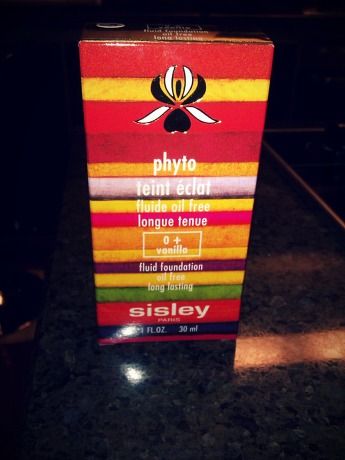 phyto
teint éclat
fluide oil free
longue tenue
0 +
vanilla
fluid foundation
oil free
long lasting
sisley
PARIS
1 FL.OZ. 30 ml